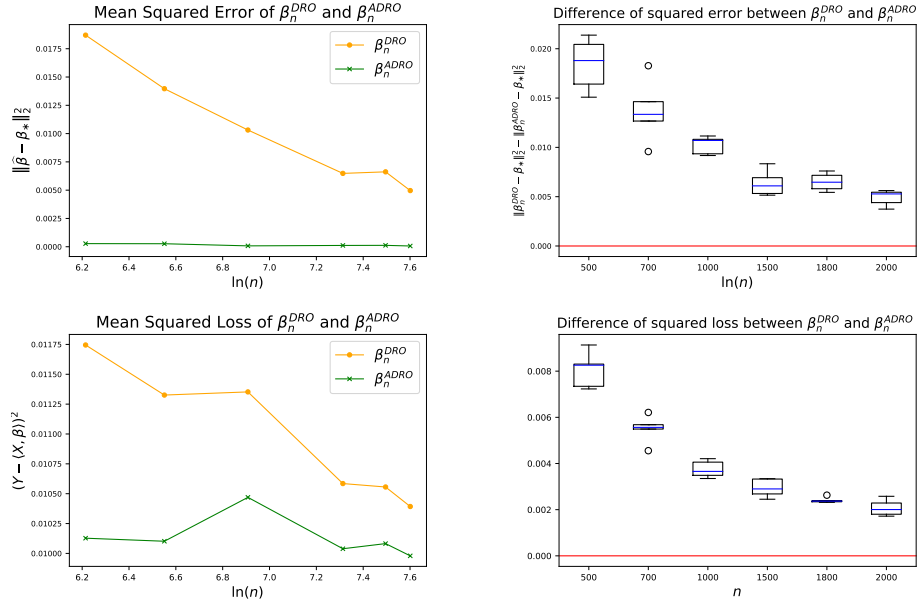 Mean Squared Error of β_n^{DRO} and β_n^{ADRO}
‖β̂ − β_*‖_2^2
0.0175
0.0150
0.0125
0.0100
0.0075
0.0050
0.0025
0.0000
β_n^{DRO}
β_n^{ADRO}
6.2 6.4 6.6 6.8 7.0 7.2 7.4 7.6
ln(n)
Difference of squared error between β_n^{DRO} and β_n^{ADRO}
‖β_n^{DRO} − β_*‖_2^2 − ‖β_n^{ADRO} − β_*‖_2^2
0.020
0.015
0.010
0.005
0.000
500 700 1000 1500 1800 2000
ln(n)
Mean Squared Loss of β_n^{DRO} and β_n^{ADRO}
(Y − ⟨X, β⟩)^2
0.01175
0.01150
0.01125
0.01100
0.01075
0.01050
0.01025
0.01000
β_n^{DRO}
β_n^{ADRO}
6.2 6.4 6.6 6.8 7.0 7.2 7.4 7.6
ln(n)
Difference of squared loss between β_n^{DRO} and β_n^{ADRO}
0.008
0.006
0.004
0.002
0.000
500 700 1000 1500 1800 2000
n